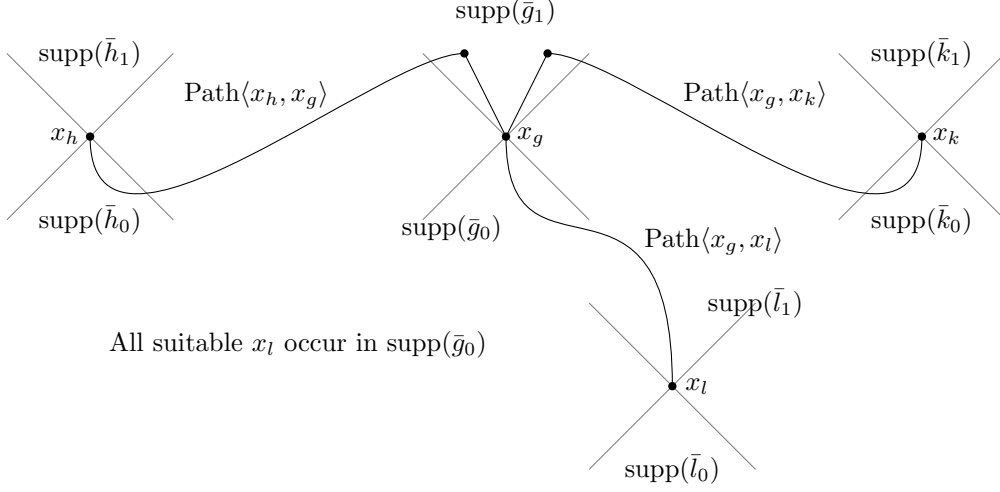 supp(ḡ₁)
supp(h̄₁)
supp(k̄₁)
Path⟨x_h, x_g⟩
Path⟨x_g, x_k⟩
x_h
x_g
x_k
supp(h̄₀)
supp(ḡ₀)
supp(k̄₀)
Path⟨x_g, x_l⟩
supp(l̄₁)
All suitable x_l occur in supp(ḡ₀)
x_l
supp(l̄₀)